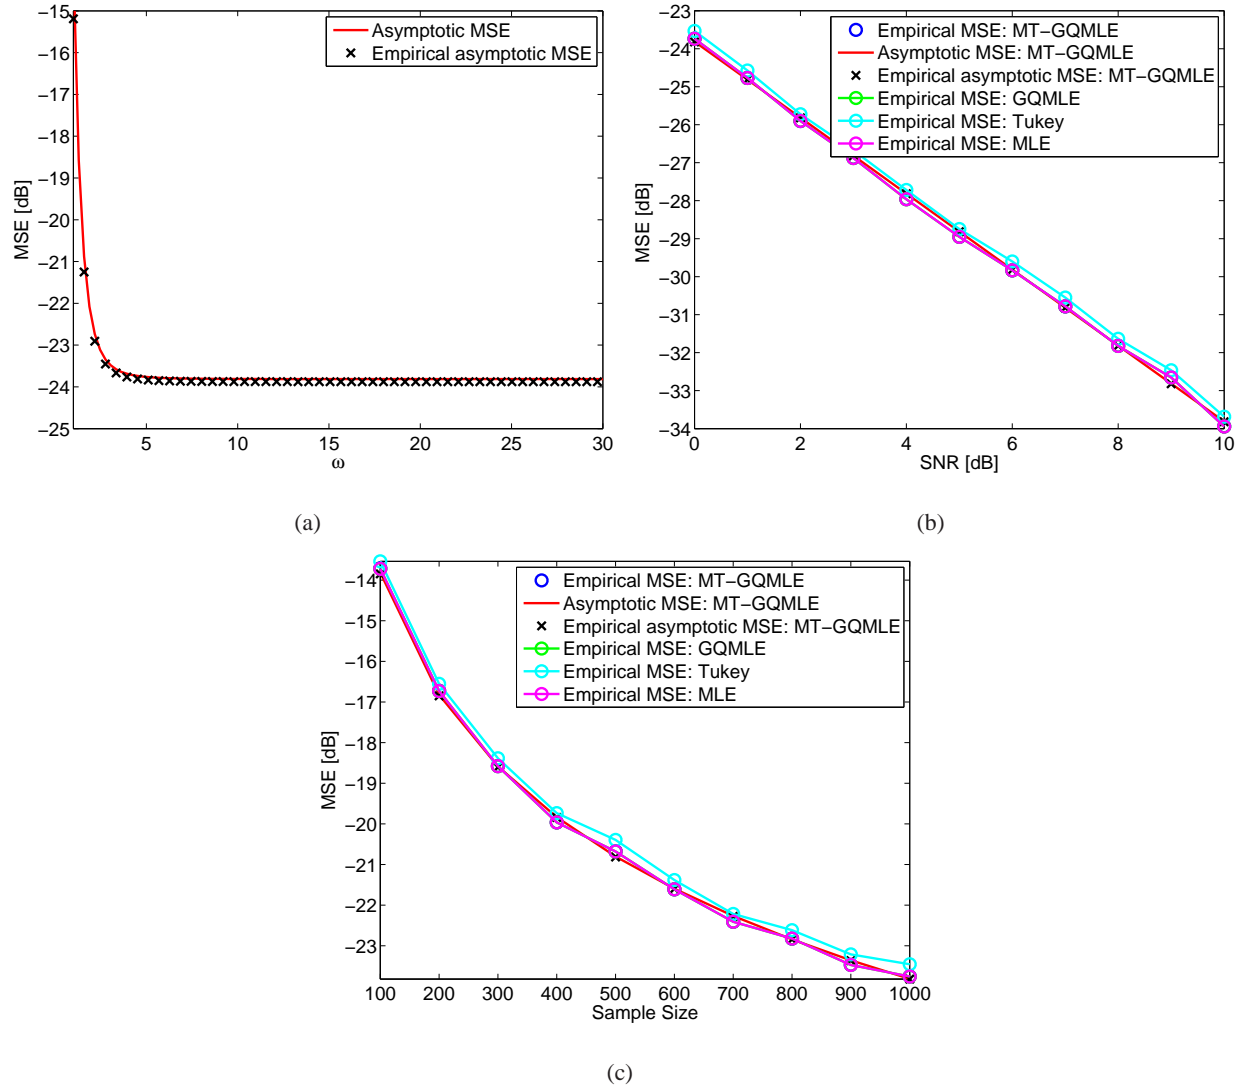 −15
−16
−17
−18
−19
−20
−21
−22
−23
−24
−25
MSE [dB]
5 10 15 20 25 30
ω
Asymptotic MSE
Empirical asymptotic MSE
(a)
−23
−24
−25
−26
−27
−28
−29
−30
−31
−32
−33
−34
MSE [dB]
0 2 4 6 8 10
SNR [dB]
Empirical MSE: MT−GQMLE
Asymptotic MSE: MT−GQMLE
Empirical asymptotic MSE: MT−GQMLE
Empirical MSE: GQMLE
Empirical MSE: Tukey
Empirical MSE: MLE
(b)
−14
−15
−16
−17
−18
−19
−20
−21
−22
−23
MSE [dB]
100 200 300 400 500 600 700 800 900 1000
Sample Size
Empirical MSE: MT−GQMLE
Asymptotic MSE: MT−GQMLE
Empirical asymptotic MSE: MT−GQMLE
Empirical MSE: GQMLE
Empirical MSE: Tukey
Empirical MSE: MLE
(c)